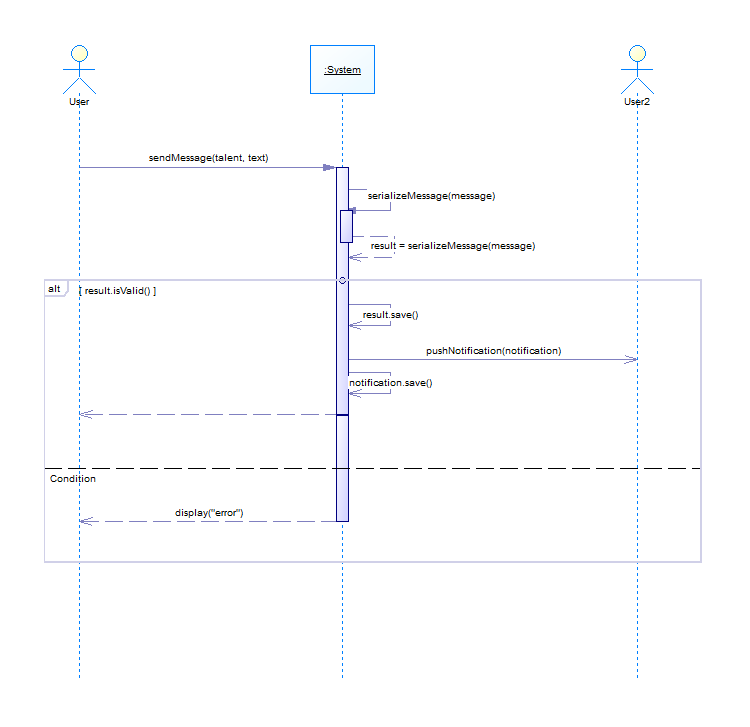 :System
User
User2
sendMessage(talent, text)
serializeMessage(message)
result = serializeMessage(message)
alt
[ result.isValid() ]
result.save()
pushNotification(notification)
notification.save()
Condition
display("error")